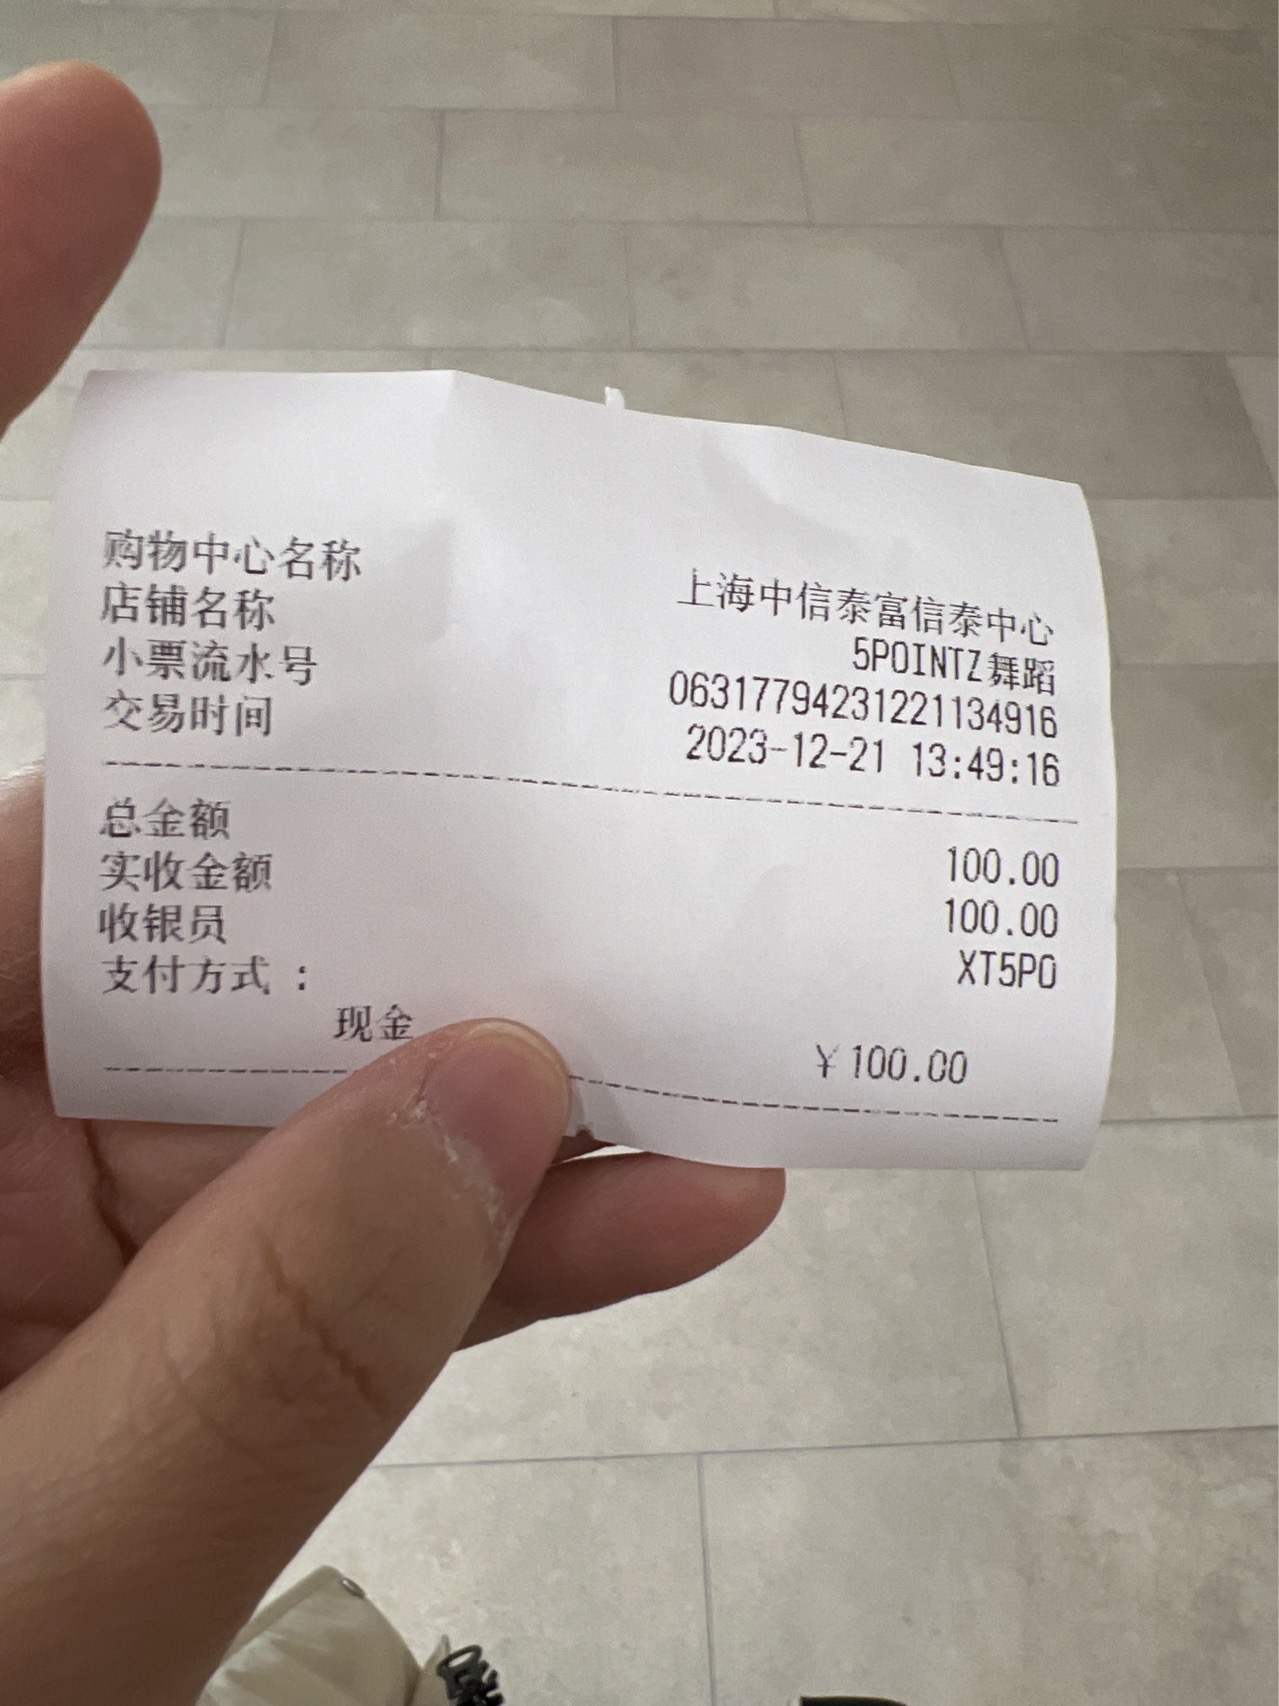 购物中心名称 上海中信泰富信泰中心
店铺名称 5POINTZ舞蹈
小票流水号 06317794231221134916
交易时间 2023-12-21 13:49:16
总金额 100.00
实收金额 100.00
收银员 XT5PO
支付方式：
现金 ￥100.00